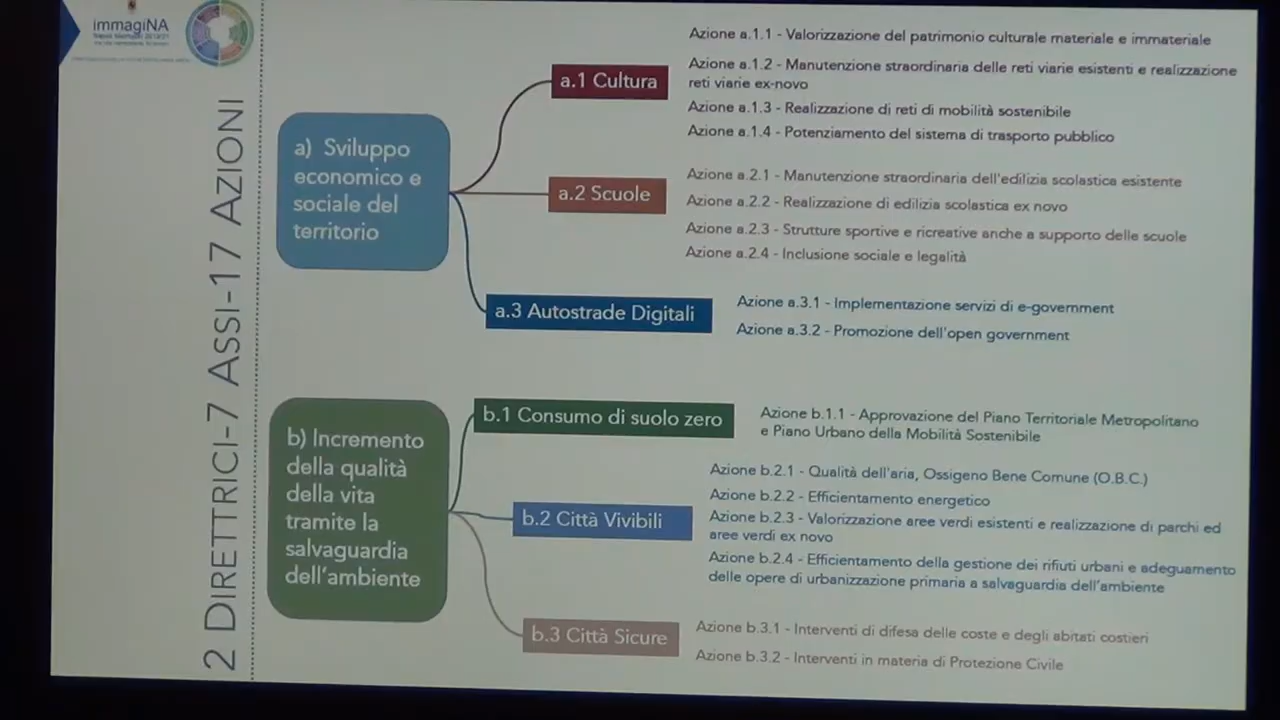 immagiNA
2 DIRETTRICI-7 ASSI-17 AZIONI
a) Sviluppo
economico e
sociale del
territorio
a.1 Cultura
Azione a.1.1 - Valorizzazione del patrimonio culturale materiale e immateriale
Azione a.1.2 - Manutenzione straordinaria delle reti viarie esistenti e realizzazione
reti viarie ex-novo
Azione a.1.3 - Realizzazione di reti di mobilità sostenibile
Azione a.1.4 - Potenziamento del sistema di trasporto pubblico
a.2 Scuole
Azione a.2.1 - Manutenzione straordinaria dell'edilizia scolastica esistente
Azione a.2.2 - Realizzazione di edilizia scolastica ex novo
Azione a.2.3 - Strutture sportive e ricreative anche a supporto delle scuole
Azione a.2.4 - Inclusione sociale e legalità
a.3 Autostrade Digitali
Azione a.3.1 - Implementazione servizi di e-government
Azione a.3.2 - Promozione dell'open government
b) Incremento
della qualità
della vita
tramite la
salvaguardia
dell'ambiente
b.1 Consumo di suolo zero
Azione b.1.1 - Approvazione del Piano Territoriale Metropolitano
e Piano Urbano della Mobilità Sostenibile
b.2 Città Vivibili
Azione b.2.1 - Qualità dell'aria, Ossigeno Bene Comune (O.B.C.)
Azione b.2.2 - Efficientamento energetico
Azione b.2.3 - Valorizzazione aree verdi esistenti e realizzazione di parchi ed
aree verdi ex novo
Azione b.2.4 - Efficientamento della gestione dei rifiuti urbani e adeguamento
delle opere di urbanizzazione primaria a salvaguardia dell'ambiente
b.3 Città Sicure
Azione b.3.1 - Interventi di difesa delle coste e degli abitati costieri
Azione b.3.2 - Interventi in materia di Protezione Civile